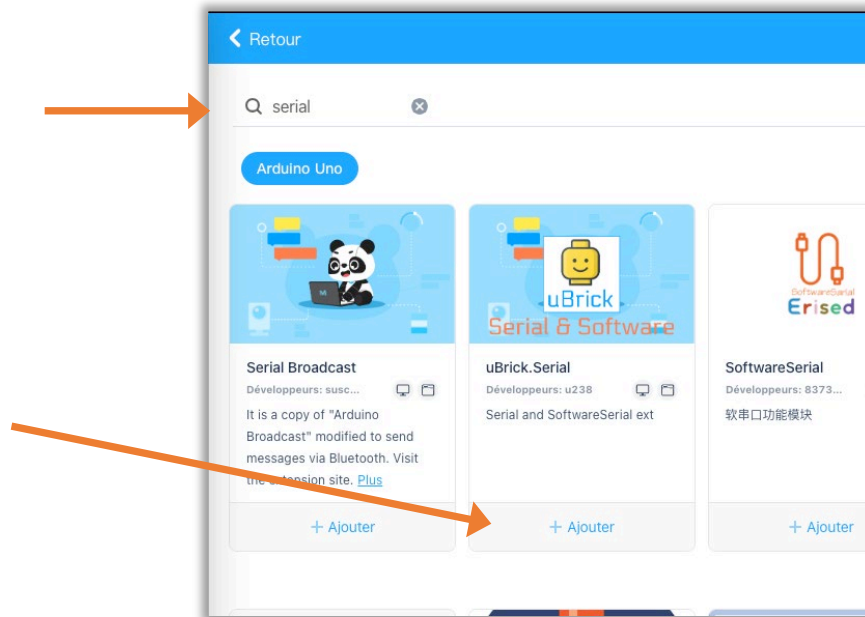 Retour
serial
Arduino Uno
uBrick
Serial & Software
SoftwareSerial
Erised
Serial Broadcast
uBrick.Serial
SoftwareSerial
Développeurs: susc...
Développeurs: u238
Développeurs: 8373...
It is a copy of "Arduino
Broadcast" modified to send
messages via Bluetooth. Visit
the extension site. Plus
Serial and SoftwareSerial ext
软串口功能模块
+ Ajouter
+ Ajouter
+ Ajouter